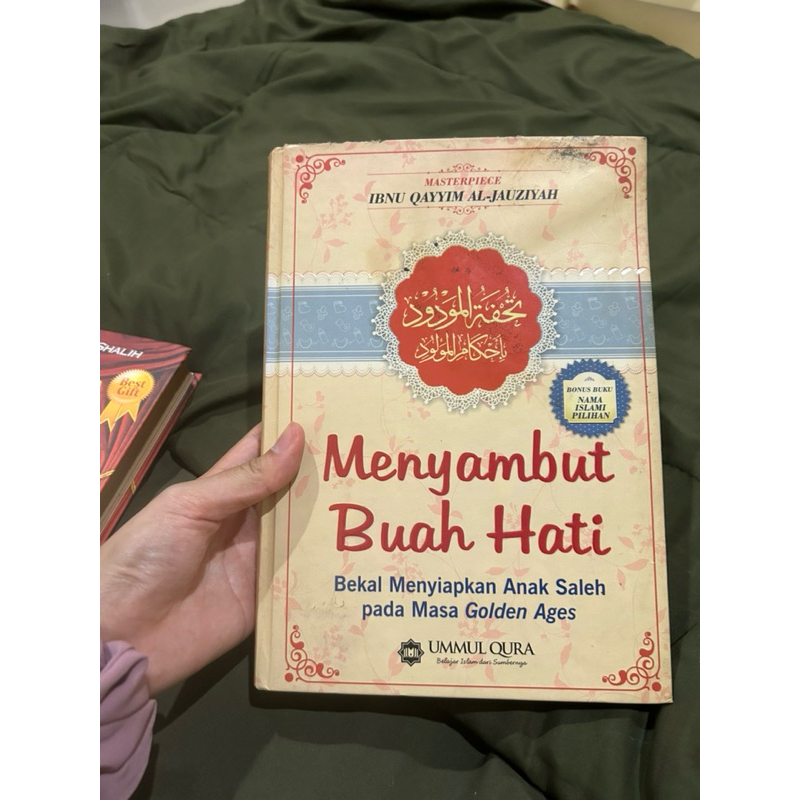 MASTERPIECE
IBNU QAYYIM AL-JAUZIYAH
تحفة المودود
بأحكام المولود
BONUS BUKU
NAMA
ISLAMI
PILIHAN
Menyambut
Buah Hati
Bekal Menyiapkan Anak Saleh
pada Masa Golden Ages
UMMUL QURA
Belajar Islam dari Sumbernya
SHALIH
Best
Gift